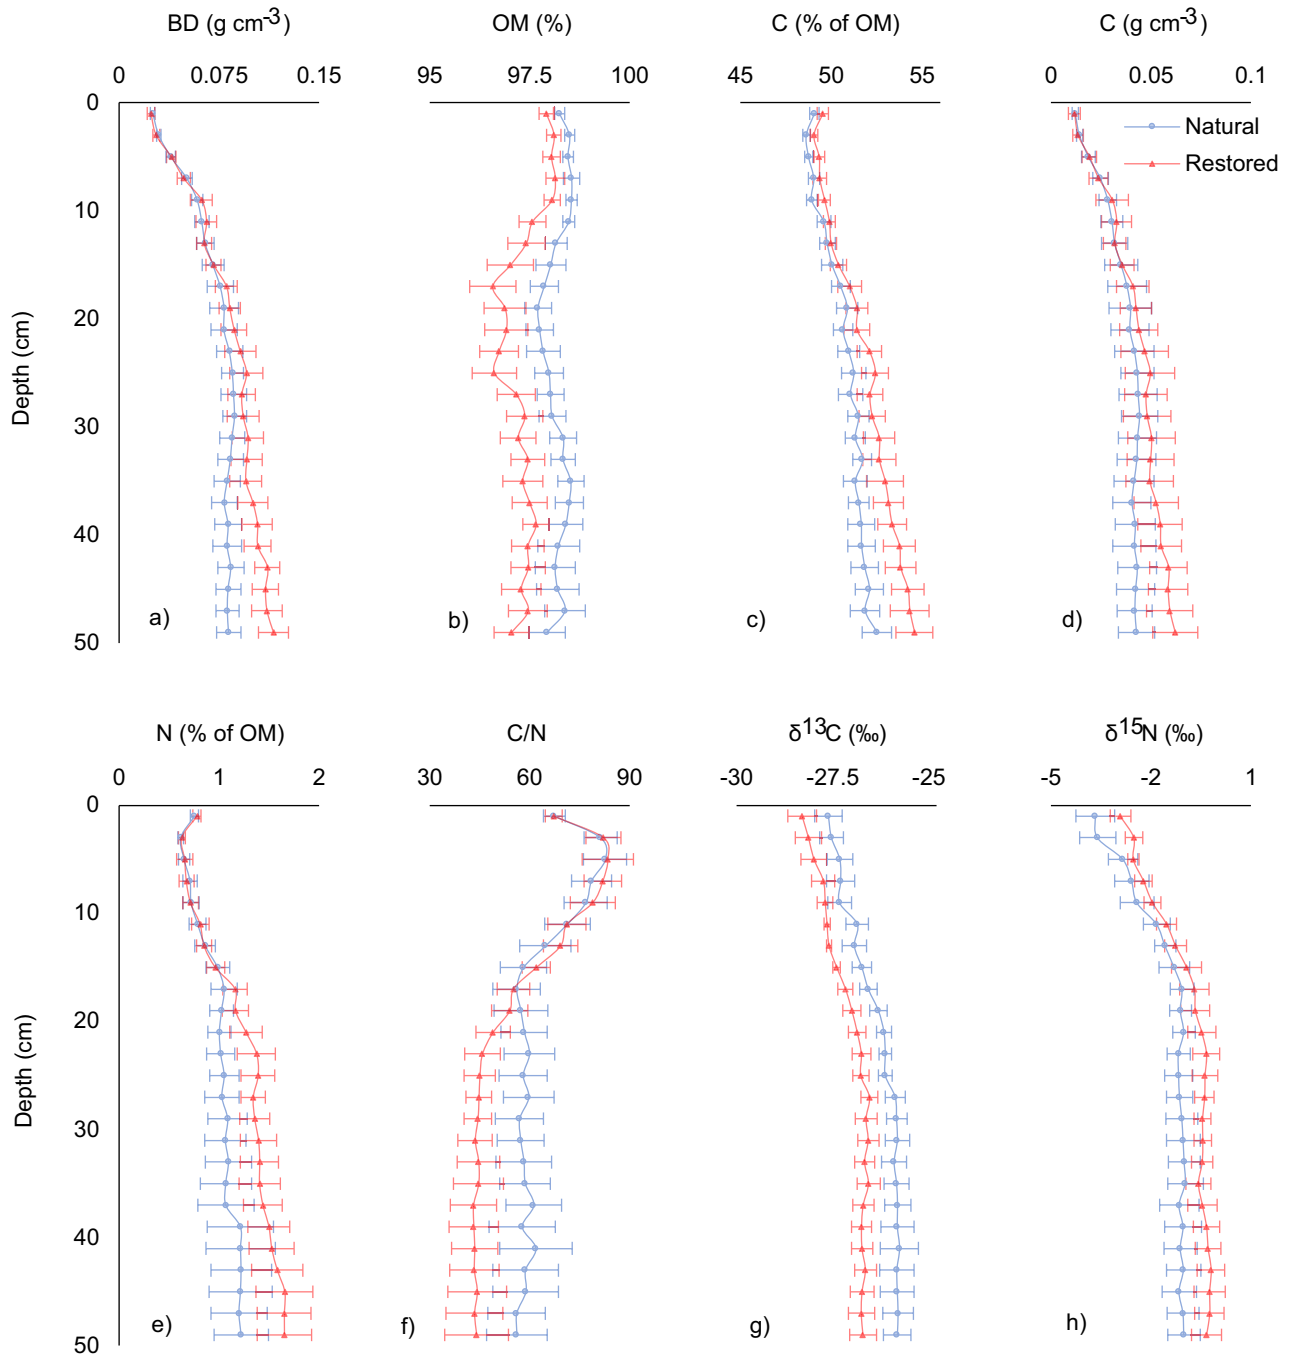 BD (g cm-3) OM (%) C (% of OM) C (g cm-3)
0 0.075 0.15 95 97.5 100 45 50 55 0 0.05 0.1
0
Natural
Restored
10
20
Depth (cm)
30
40
a) b) c) d)
50
N (% of OM) C/N δ13C (‰) δ15N (‰)
0 1 2 30 60 90 -30 -27.5 -25 -5 -2 1
0
10
20
Depth (cm)
30
40
e) f) g) h)
50